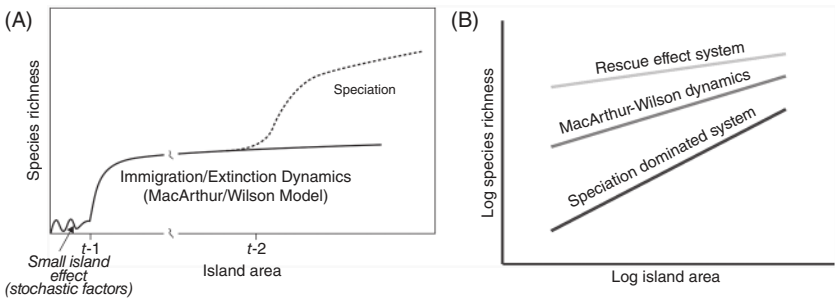 (A)
Species richness
Speciation
Immigration/Extinction Dynamics
(MacArthur/Wilson Model)
t-1
t-2
Small island
effect
(stochastic factors)
Island area
(B)
Log species richness
Rescue effect system
MacArthur-Wilson dynamics
Speciation dominated system
Log island area